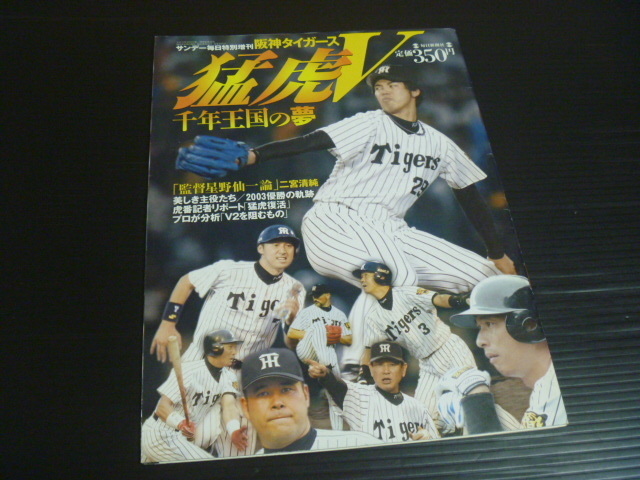 サンデー毎日特別増刊 阪神タイガース
猛虎V
定価350円
千年王国の夢
「監督星野仙一論」二宮清純
美しき主役たち/2003優勝の軌跡
虎番記者リポート「猛虎復活」
プロが分析「V2を阻むもの」
Tigers
29
Tigers
7
Tigers
3
Tigers